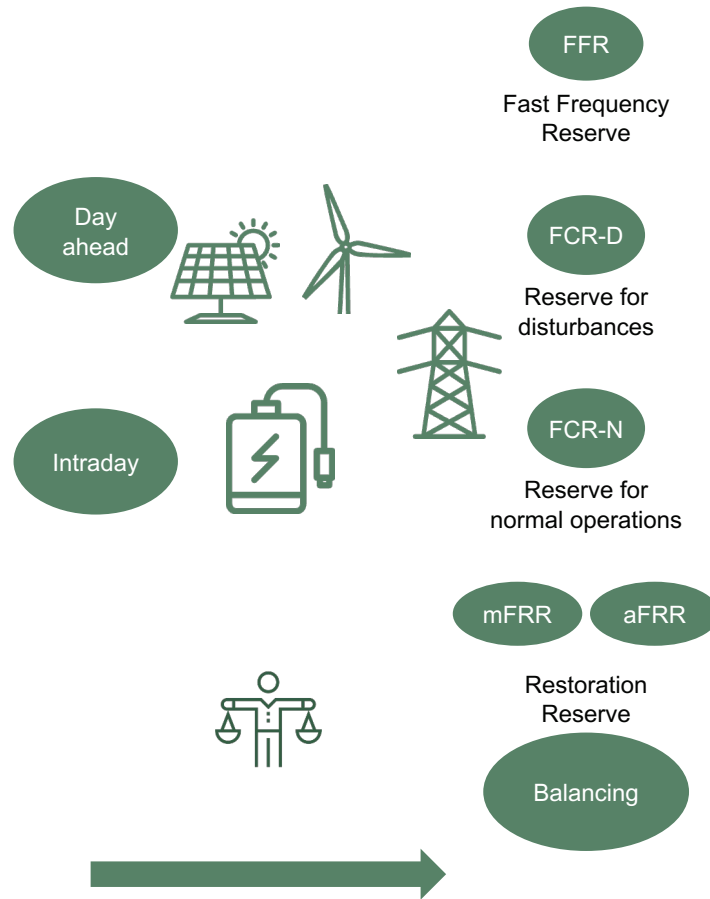 FFR
Fast Frequency
Reserve
Day
ahead
FCR-D
Reserve for
disturbances
Intraday
FCR-N
Reserve for
normal operations
mFRR
aFRR
Restoration
Reserve
Balancing